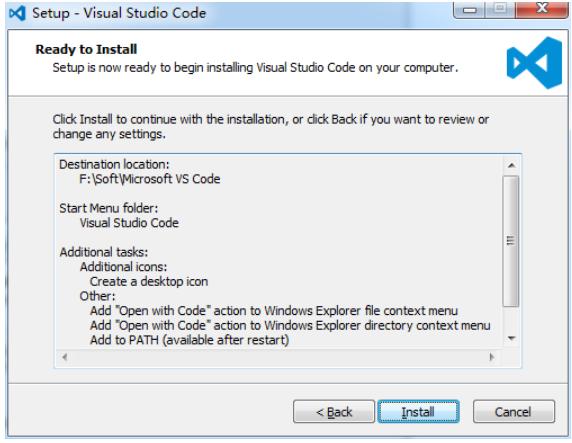 Setup - Visual Studio Code
Ready to Install
Setup is now ready to begin installing Visual Studio Code on your computer.
Click Install to continue with the installation, or click Back if you want to review or
change any settings.
Destination location:
F:\Soft\Microsoft VS Code
Start Menu folder:
Visual Studio Code
Additional tasks:
Additional icons:
Create a desktop icon
Other:
Add "Open with Code" action to Windows Explorer file context menu
Add "Open with Code" action to Windows Explorer directory context menu
Add to PATH (available after restart)
< Back
Install
Cancel